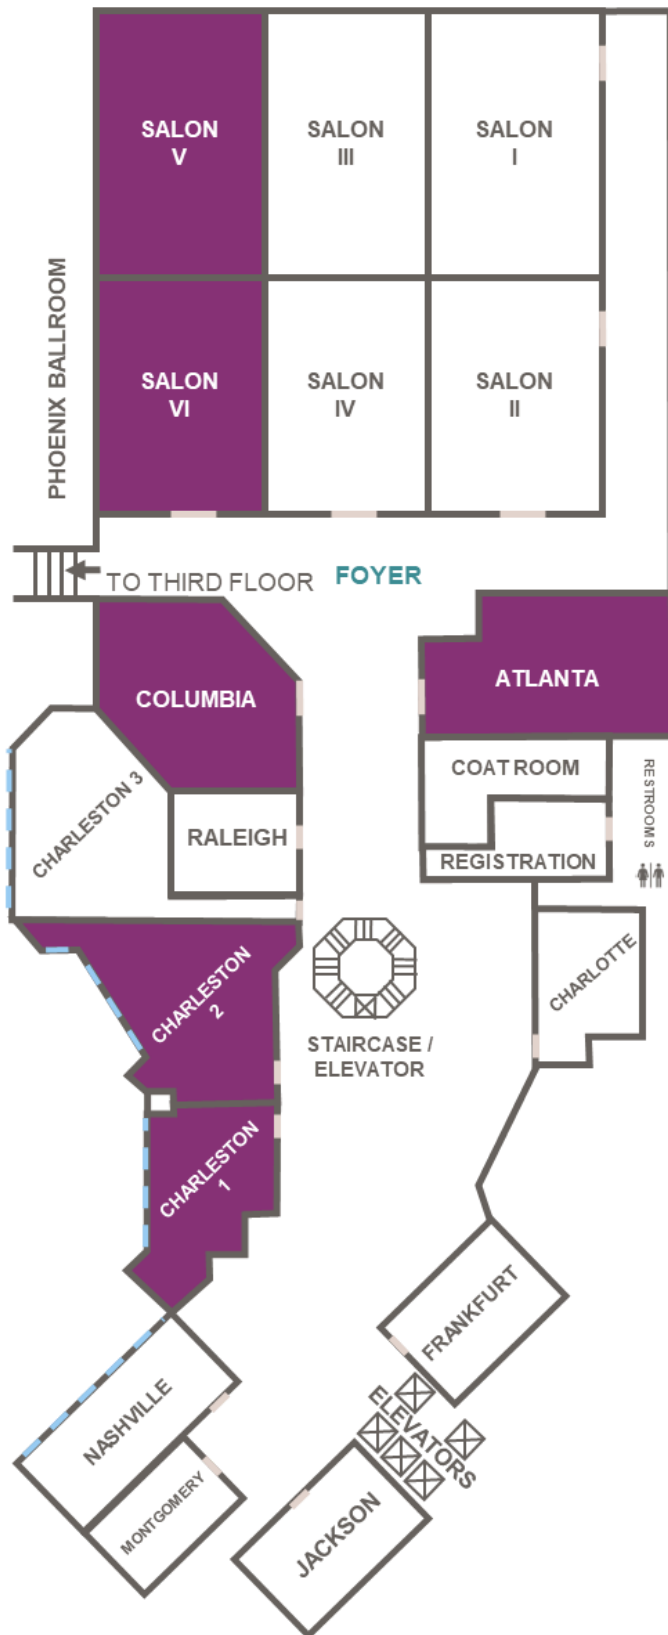 SALON
V
SALON
III
SALON
I
PHOENIX BALLROOM
SALON
VI
SALON
IV
SALON
II
TO THIRD FLOOR
FOYER
COLUMBIA
ATLANTA
CHARLESTON 3
RALEIGH
COAT ROOM
REGISTRATION
RESTROOMS
CHARLESTON
2
CHARLOTTE
STAIRCASE /
ELEVATOR
CHARLESTON
1
FRANKFURT
NASHVILLE
ELEVATORS
MONTGOMERY
JACKSON